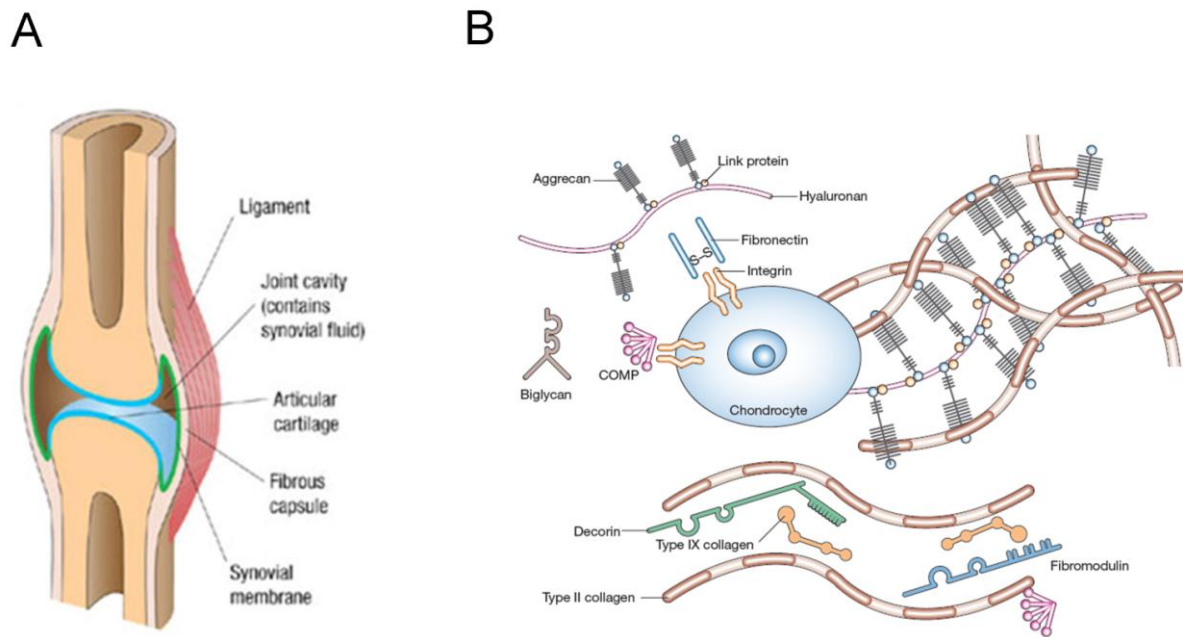 A
Ligament
Joint cavity
(contains
synovial fluid)
Articular
cartilage
Fibrous
capsule
Synovial
membrane
B
Link protein
Aggrecan
Hyaluronan
Fibronectin
S–S
Integrin
COMP
Biglycan
Chondrocyte
Decorin
Type IX collagen
Fibromodulin
Type II collagen